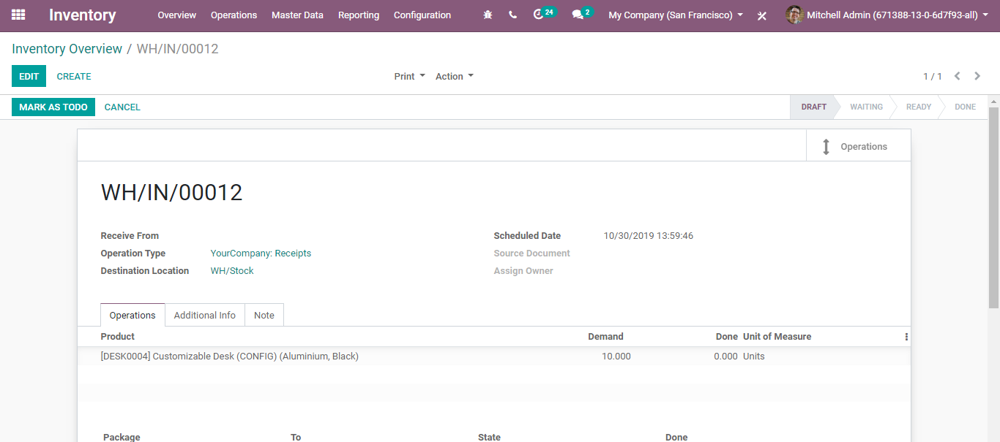 Inventory Overview Operations Master Data Reporting Configuration 24 2 My Company (San Francisco) Mitchell Admin (671388-13-0-6d7f93-all)
Inventory Overview / WH/IN/00012
EDIT CREATE Print Action 1 / 1
MARK AS TODO CANCEL DRAFT WAITING READY DONE
Operations
WH/IN/00012
Receive From Scheduled Date 10/30/2019 13:59:46
Operation Type YourCompany: Receipts Source Document
Destination Location WH/Stock Assign Owner
Operations Additional Info Note
Product Demand Done Unit of Measure
[DESK0004] Customizable Desk (CONFIG) (Aluminium, Black) 10.000 0.000 Units
Package To State Done